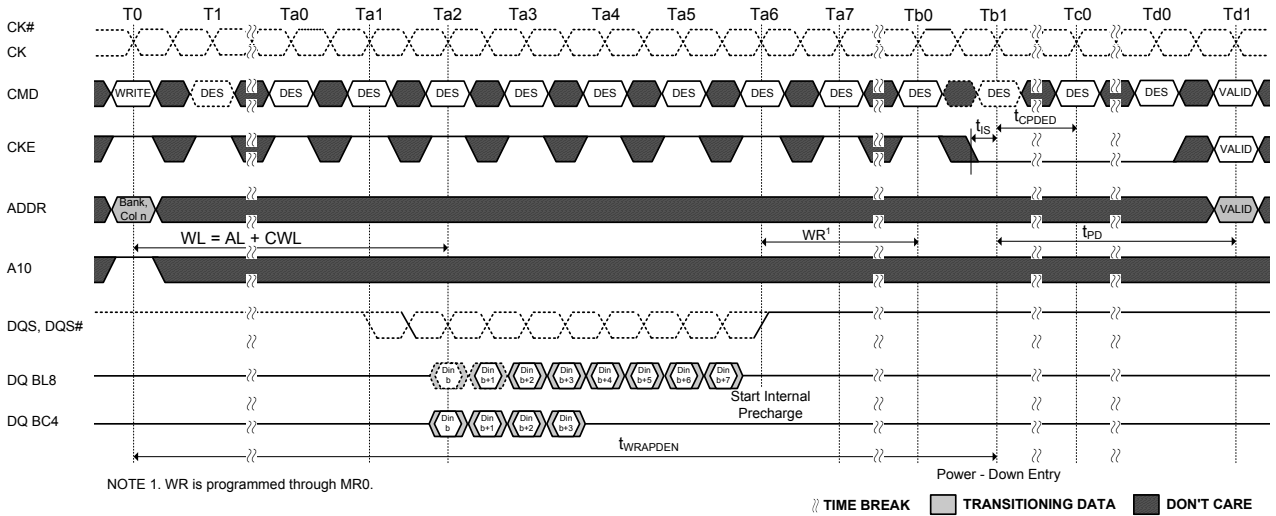 T0 T1 Ta0 Ta1 Ta2 Ta3 Ta4 Ta5 Ta6 Ta7 Tb0 Tb1 Tc0 Td0 Td1
CK#
CK
CMD WRITE DES DES DES DES DES DES DES DES DES DES DES DES DES VALID
tIS tCPDED
CKE VALID
ADDR Bank, Col n VALID
WL = AL + CWL WR¹ tPD
A10
DQS, DQS#
DQ BL8 Din b Din b+1 Din b+2 Din b+3 Din b+4 Din b+5 Din b+6 Din b+7
Start Internal
Precharge
DQ BC4 Din b Din b+1 Din b+2 Din b+3
tWRAPDEN
Power - Down Entry
NOTE 1. WR is programmed through MR0.
TIME BREAK TRANSITIONING DATA DON'T CARE